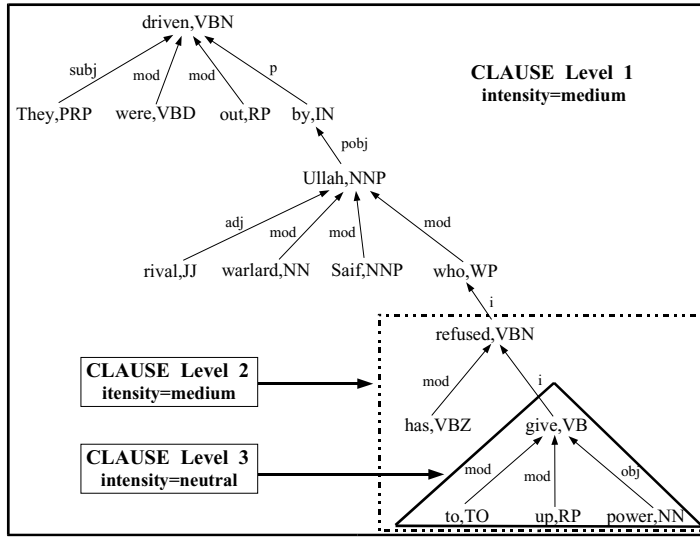 driven,VBN
subj mod mod p
CLAUSE Level 1
intensity=medium
They,PRP were,VBD out,RP by,IN
pobj
Ullah,NNP
adj mod mod mod
rival,JJ warlard,NN Saif,NNP who,WP
i
refused,VBN
CLAUSE Level 2
itensity=medium
mod i
has,VBZ give,VB
CLAUSE Level 3
intensity=neutral
mod mod obj
to,TO up,RP power,NN